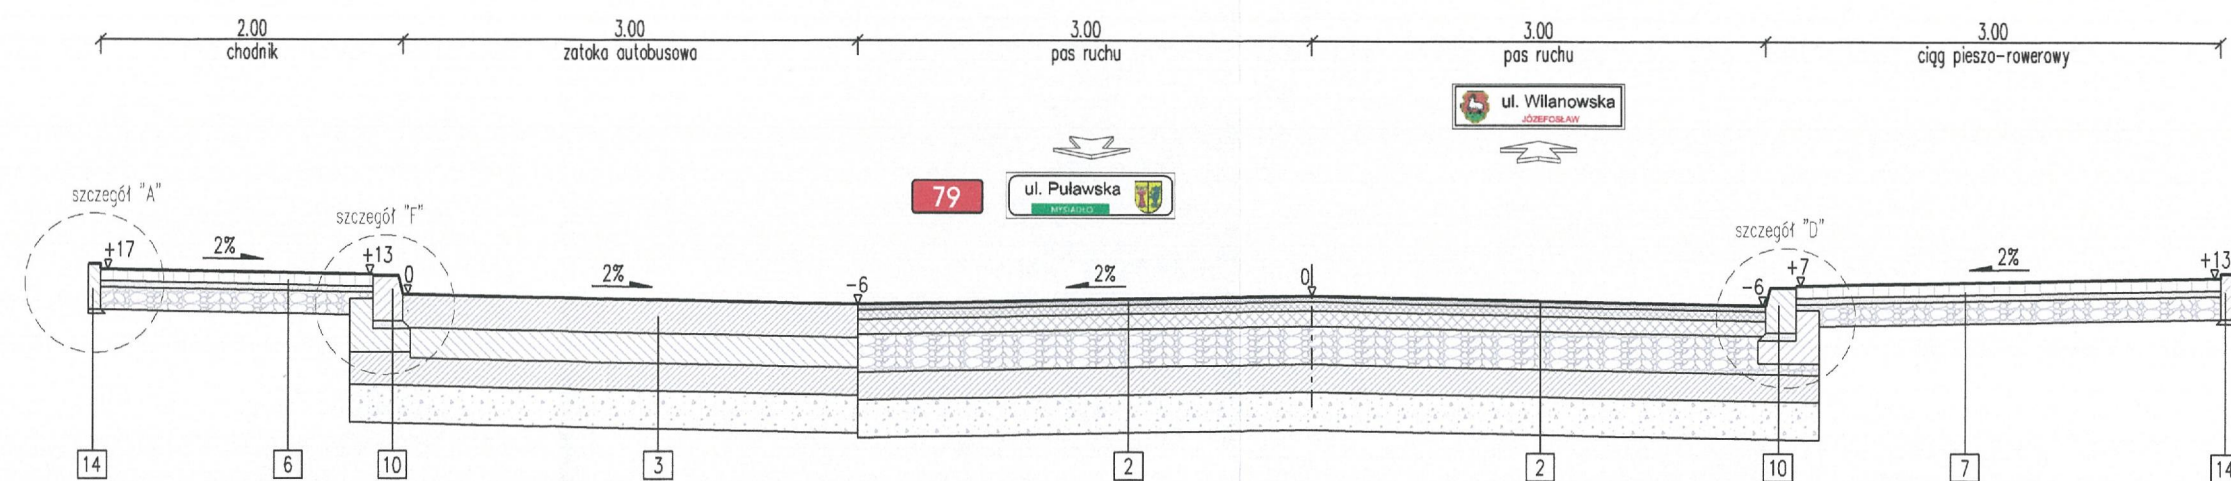 2.00 3.00 3.00 3.00 3.00
chodnik zatoka autobusowa pas ruchu pas ruchu ciąg pieszo-rowerowy
ul. Wilanowska
JÓZEFOSŁAW
79 ul. Puławska
MYSIADŁO
szczegół "A" szczegół "F" szczegół "D"
+17 2% +13 0 2% -6 2% 0 -6 +7 2% +13
14 6 10 3 2 2 10 7 14